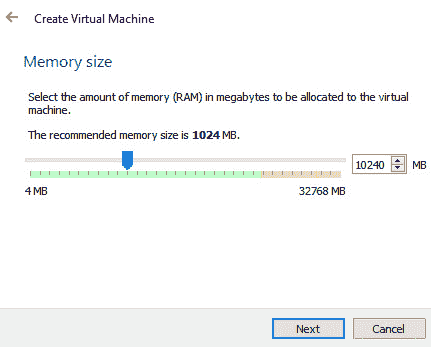 Create Virtual Machine
Memory size
Select the amount of memory (RAM) in megabytes to be allocated to the virtual
machine.
The recommended memory size is 1024 MB.
10240 MB
4 MB 32768 MB
Next Cancel